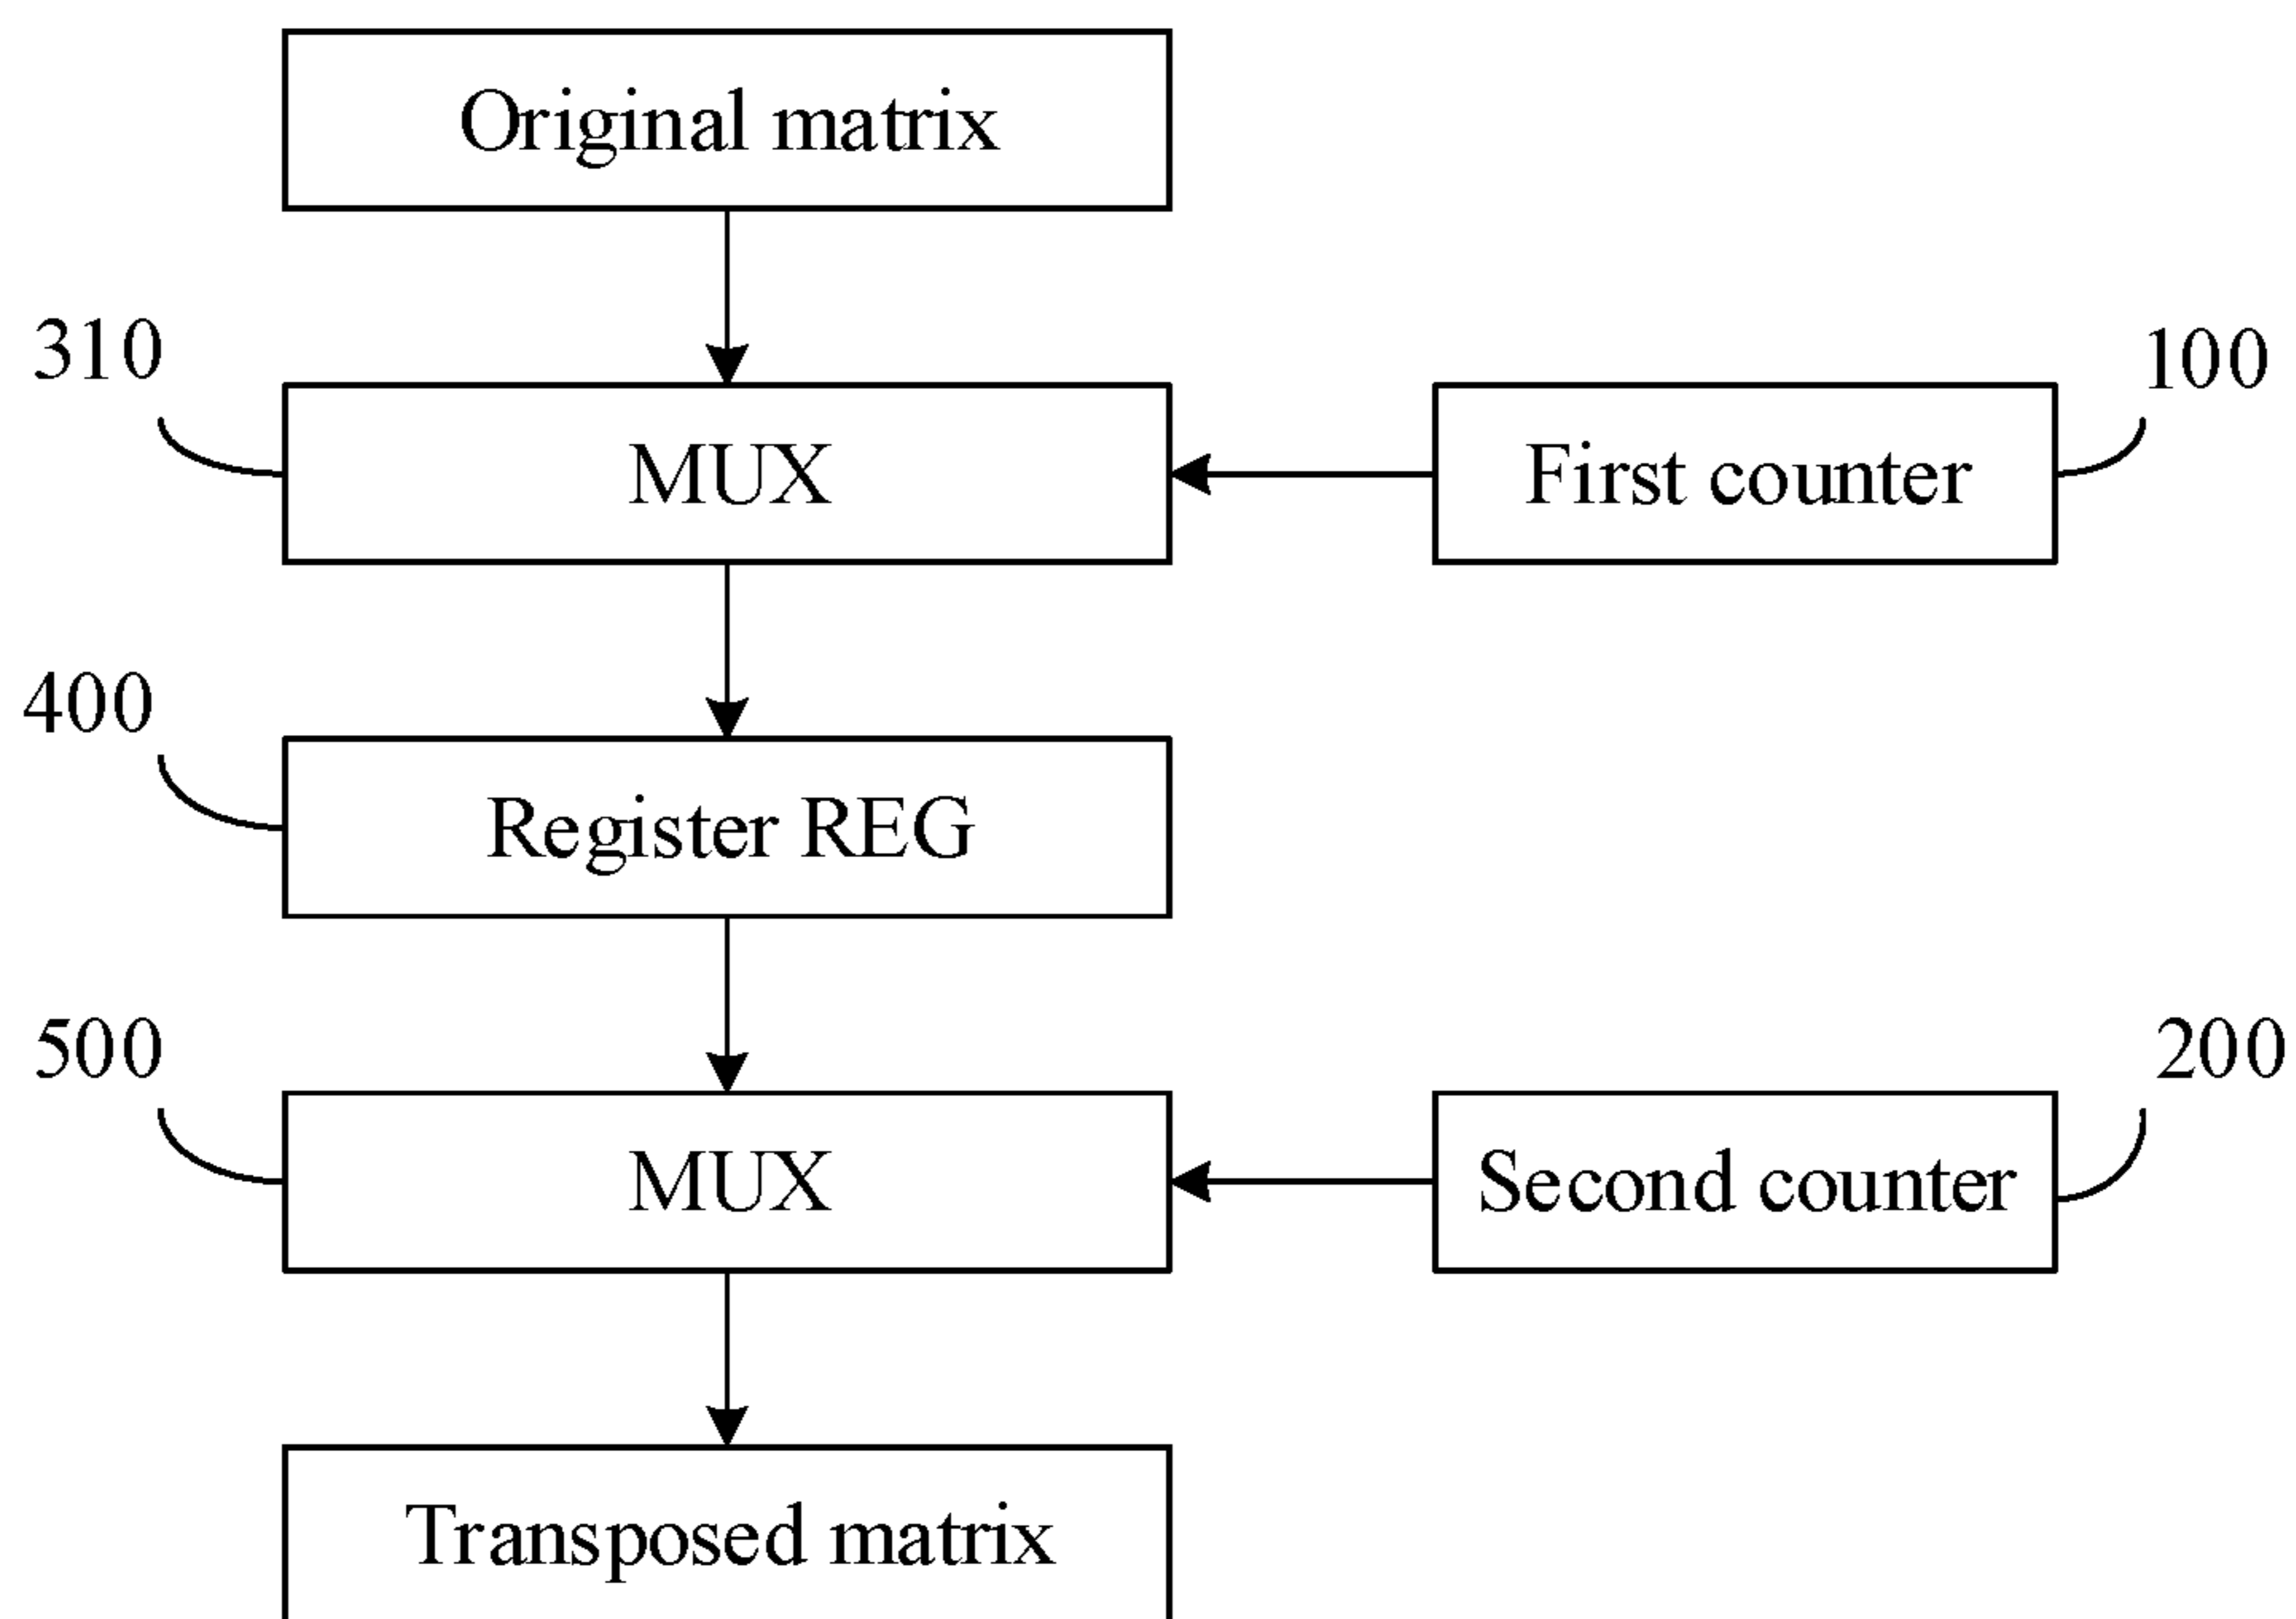 Original matrix
310
MUX
First counter
100
400
Register REG
500
MUX
Second counter
200
Transposed matrix